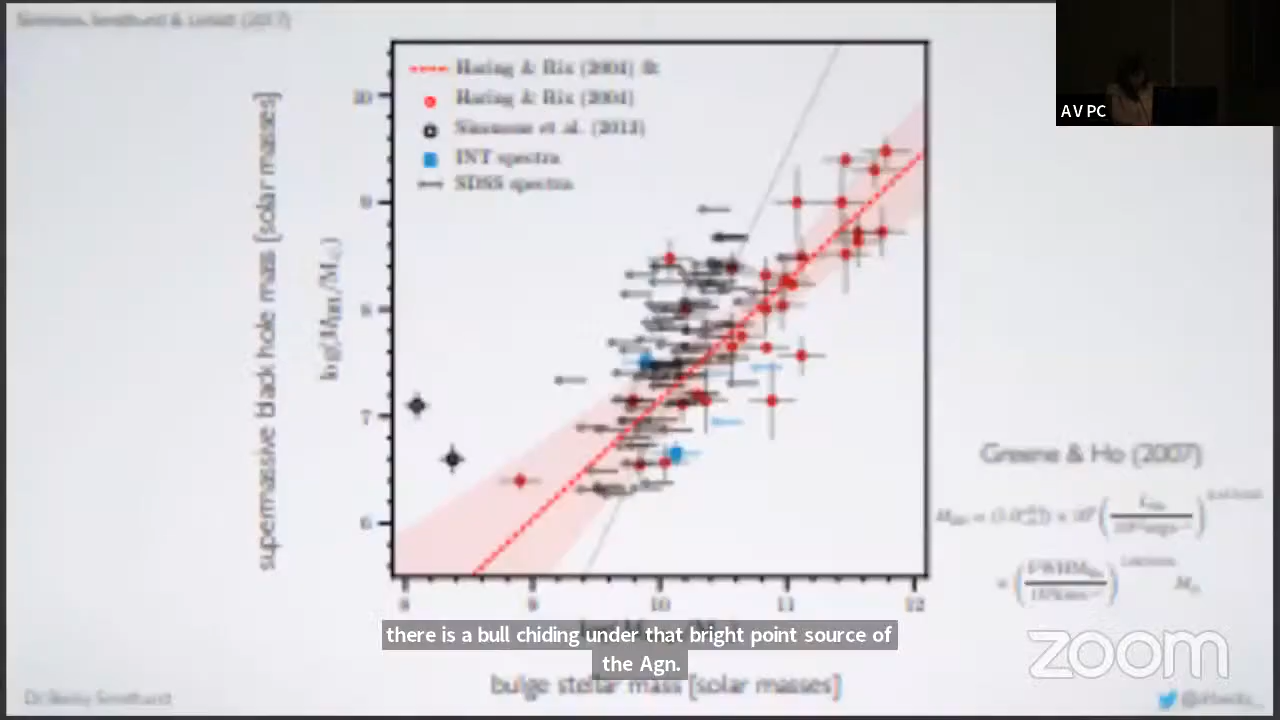 Simmons, Smethurst & Lintott (2017)
Haring & Rix (2004) fit
Haring & Rix (2004)
Simmons et al. (2013)
INT spectra
SDSS spectra
AV PC
supermassive black hole mass [solar masses]
10
9
8
7
6
8 9 10 11 12
Greene & Ho (2007)
there is a bull chiding under that bright point source of
the Agn.
bulge stellar mass [solar masses]
zoom
Dr Becky Smethurst